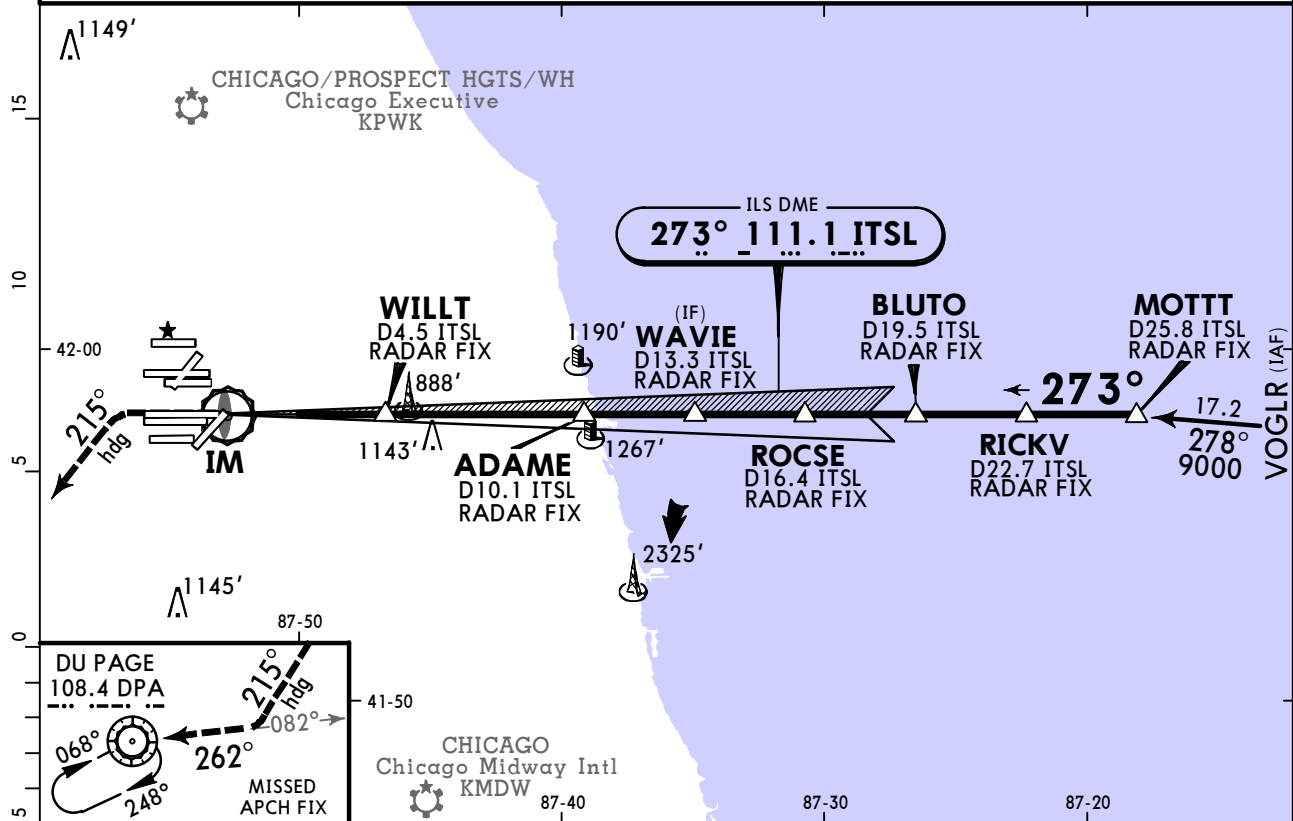 1149'
CHICAGO/PROSPECT HGTS/WH
Chicago Executive
KPWK
15
ILS DME
273° 111.1 ITSL
10
WILLT
D4.5 ITSL
RADAR FIX
1190'
(IF)
WAVIE
D13.3 ITSL
RADAR FIX
BLUTO
D19.5 ITSL
RADAR FIX
MOTTT
D25.8 ITSL
RADAR FIX
42-00
888'
273°
17.2
278°
9000
VOGLR (IAF)
215°
hdg
IM
1143'
ADAME
D10.1 ITSL
RADAR FIX
1267'
ROCSE
D16.4 ITSL
RADAR FIX
RICKV
D22.7 ITSL
RADAR FIX
5
2325'
1145'
87-50
0
DU PAGE
108.4 DPA
215°
hdg
41-50
082°
262°
068°
248°
MISSED
APCH FIX
CHICAGO
Chicago Midway Intl
KMDW
5
87-40
87-30
87-20